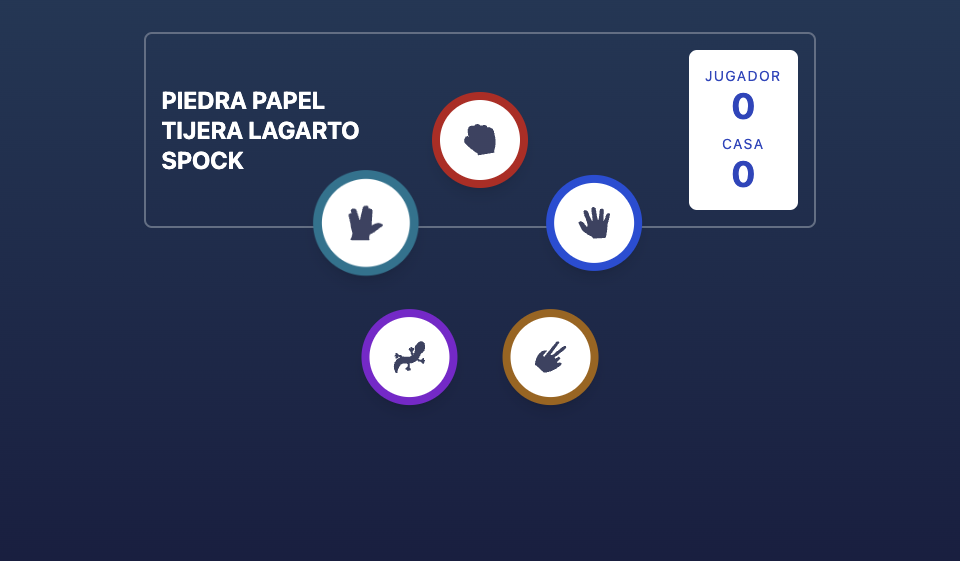 PIEDRA PAPEL
TIJERA LAGARTO
SPOCK
JUGADOR
0
CASA
0